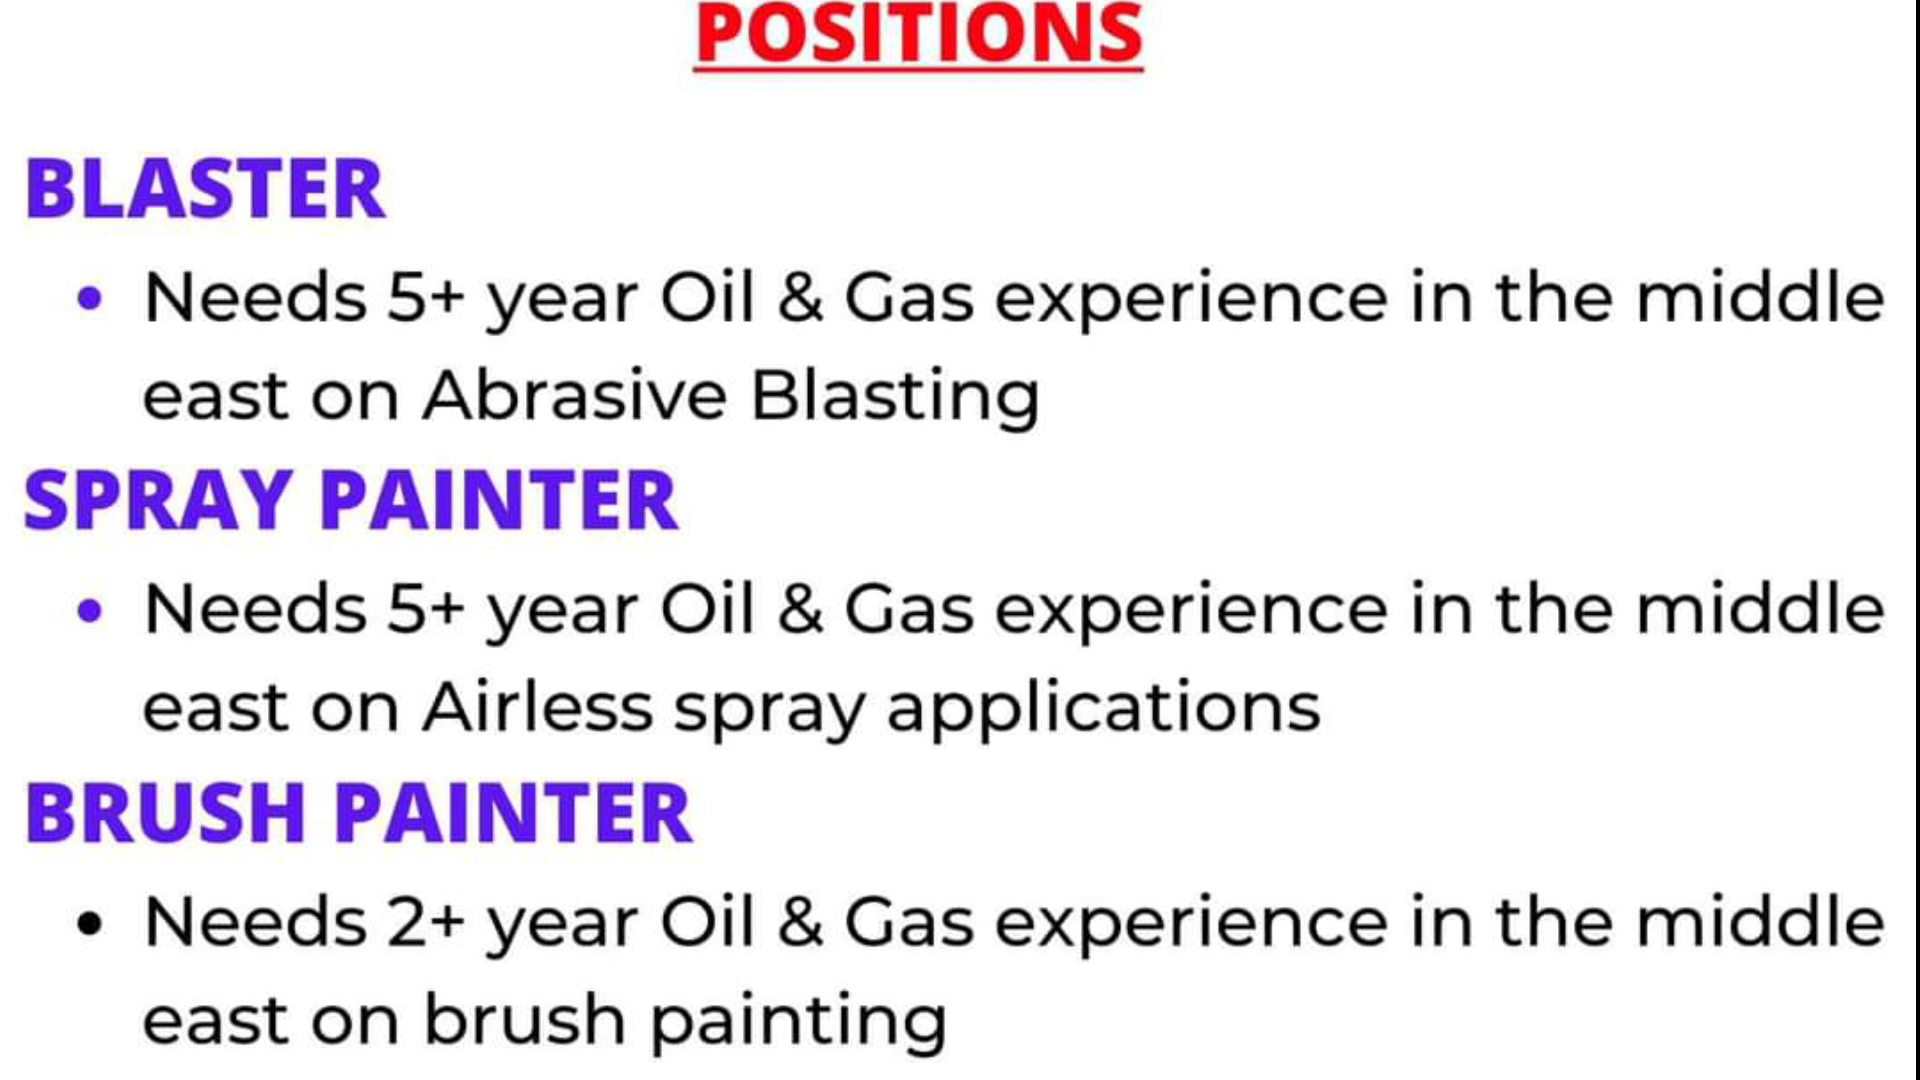 POSITIONS
BLASTER
• Needs 5+ year Oil & Gas experience in the middle
east on Abrasive Blasting
SPRAY PAINTER
• Needs 5+ year Oil & Gas experience in the middle
east on Airless spray applications
BRUSH PAINTER
• Needs 2+ year Oil & Gas experience in the middle
east on brush painting